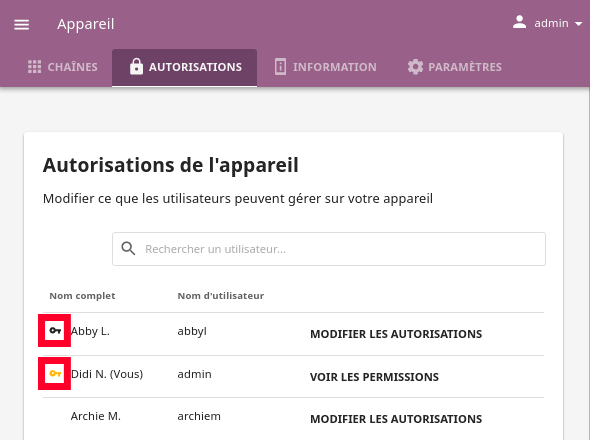 Appareil
admin
CHAÎNES
AUTORISATIONS
INFORMATION
PARAMÈTRES
Autorisations de l'appareil
Modifier ce que les utilisateurs peuvent gérer sur votre appareil
Rechercher un utilisateur...
Nom complet Nom d'utilisateur
Abby L. abbyl MODIFIER LES AUTORISATIONS
Didi N. (Vous) admin VOIR LES PERMISSIONS
Archie M. archiem MODIFIER LES AUTORISATIONS